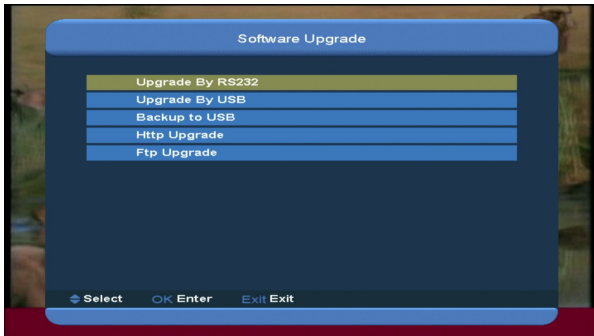 Software Upgrade
Upgrade By RS232
Upgrade By USB
Backup to USB
Http Upgrade
Ftp Upgrade
Select OK Enter Exit Exit